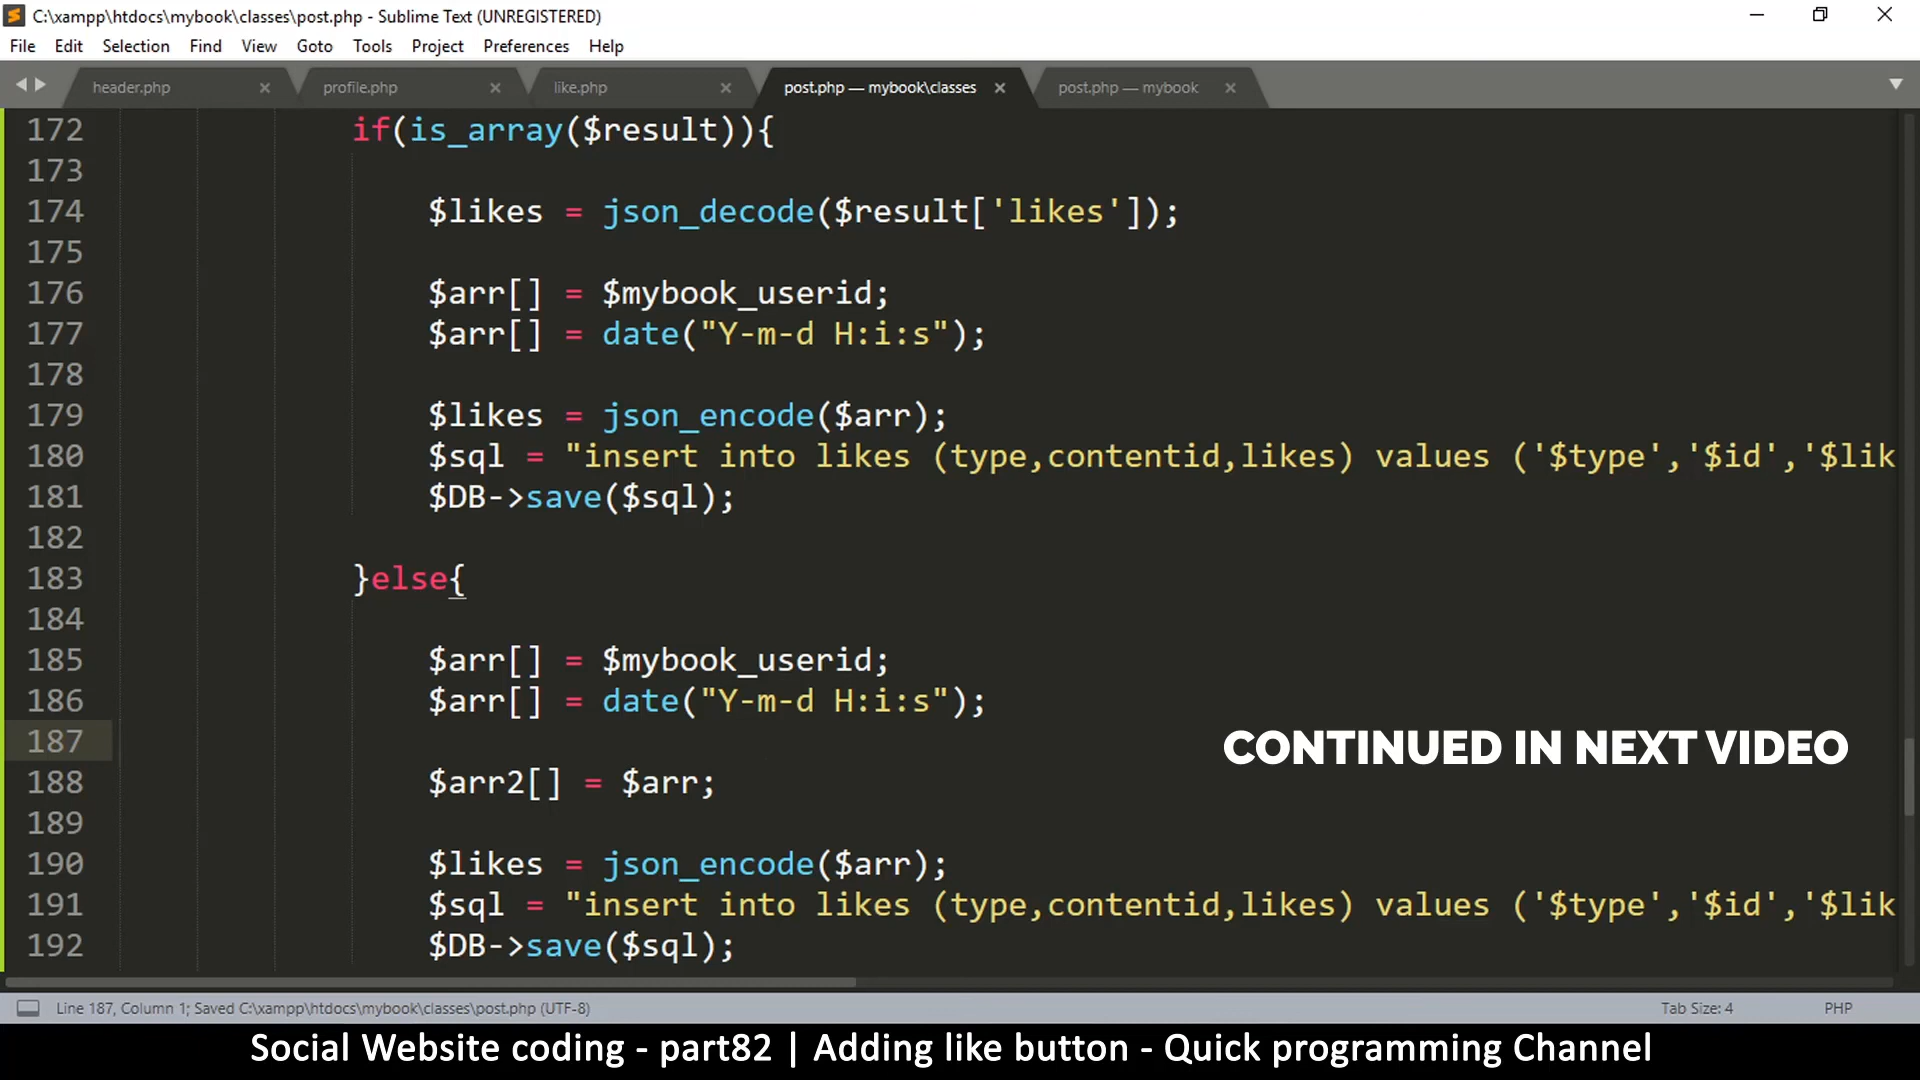 C:\xampp\htdocs\mybook\classes\post.php - Sublime Text (UNREGISTERED)
File Edit Selection Find View Goto Tools Project Preferences Help
header.php × profile.php × like.php × post.php — mybook\classes × post.php — mybook ×
172 if(is_array($result)){
173
174 $likes = json_decode($result['likes']);
175
176 $arr[] = $mybook_userid;
177 $arr[] = date("Y-m-d H:i:s");
178
179 $likes = json_encode($arr);
180 $sql = "insert into likes (type,contentid,likes) values ('$type','$id','$lik
181 $DB->save($sql);
182
183 }else{
184
185 $arr[] = $mybook_userid;
186 $arr[] = date("Y-m-d H:i:s");
187
CONTINUED IN NEXT VIDEO
188 $arr2[] = $arr;
189
190 $likes = json_encode($arr);
191 $sql = "insert into likes (type,contentid,likes) values ('$type','$id','$lik
192 $DB->save($sql);
Line 187, Column 1; Saved C:\xampp\htdocs\mybook\classes\post.php (UTF-8) Tab Size: 4 PHP
Social Website coding - part82 | Adding like button - Quick programming Channel